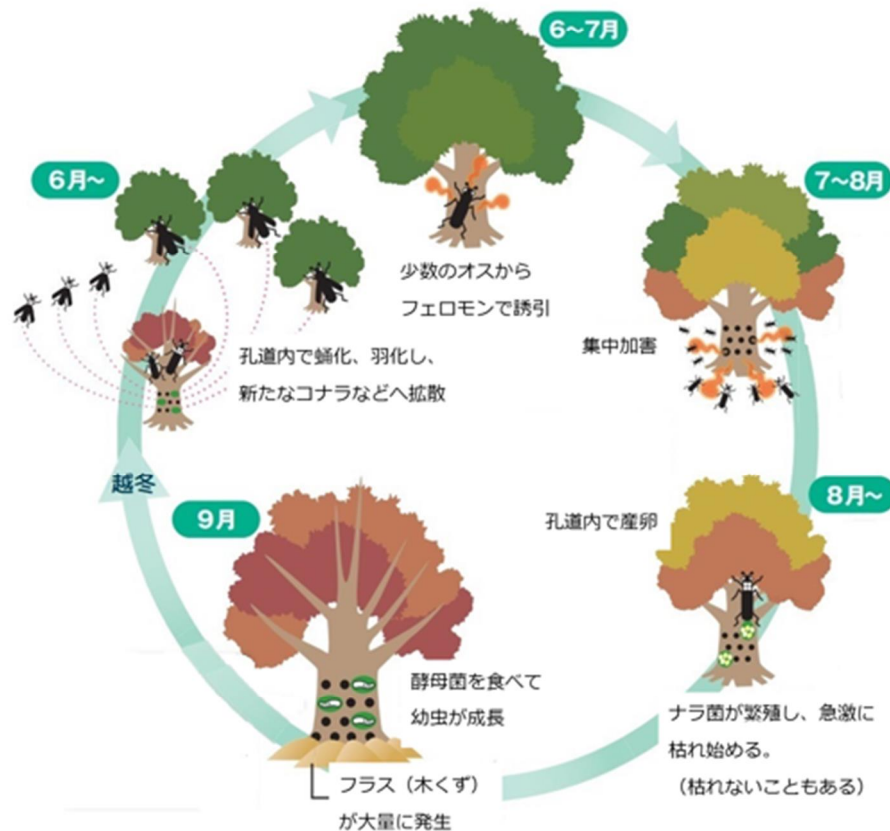 6～7月
少数のオスから
フェロモンで誘引
7～8月
集中加害
8月～
孔道内で産卵
ナラ菌が繁殖し、急激に
枯れ始める。
（枯れないこともある）
9月
酵母菌を食べて
幼虫が成長
フラス（木くず）
が大量に発生
越冬
6月～
孔道内で蛹化、羽化し、
新たなコナラなどへ拡散